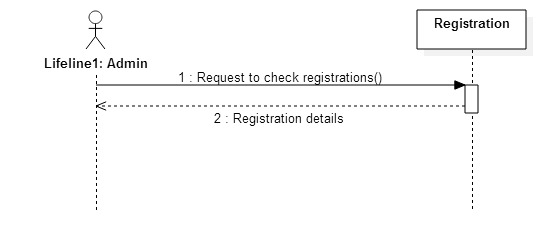 Registration
Lifeline1: Admin
1 : Request to check registrations()
2 : Registration details